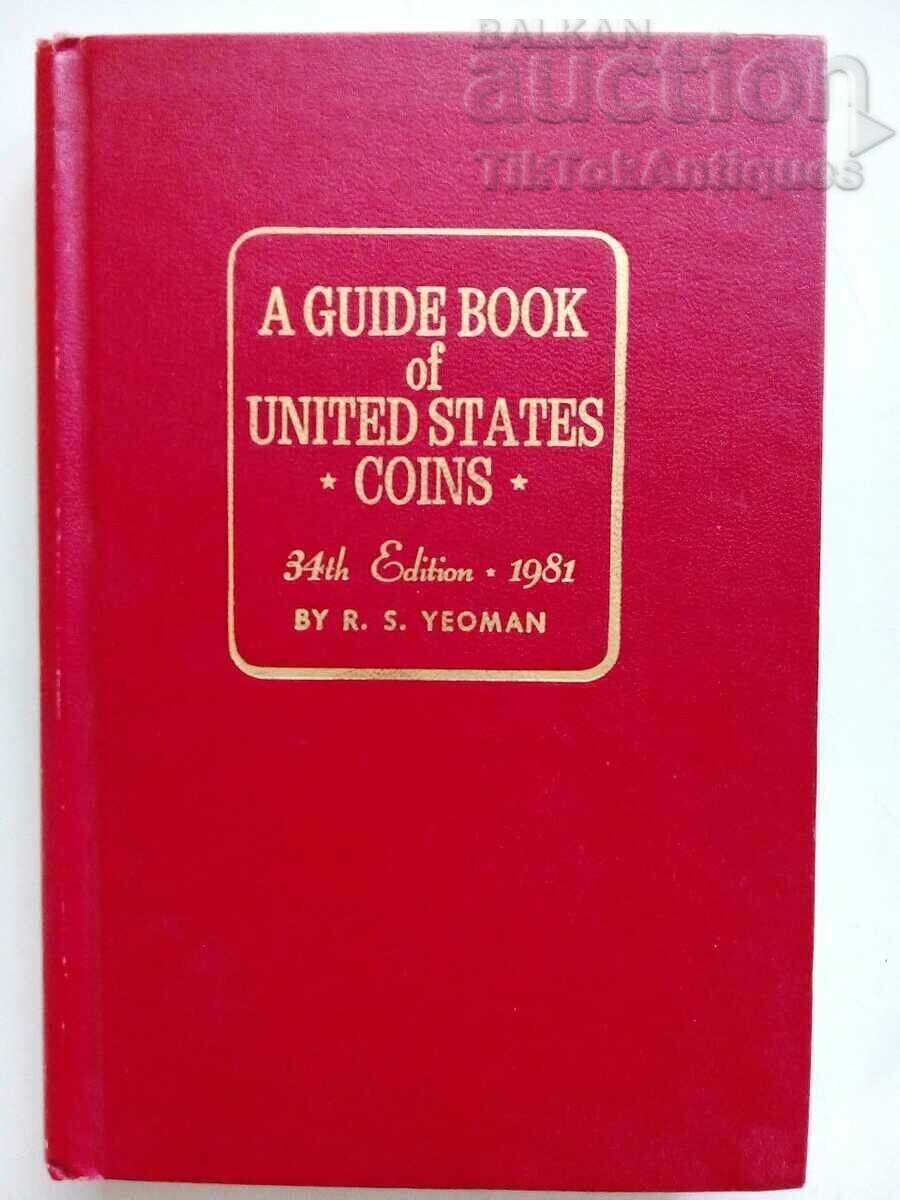 BALKAN
auction
TikTokAntiques
A GUIDE BOOK
of
UNITED STATES
★ COINS ★
34th Edition ★ 1981
BY R. S. YEOMAN